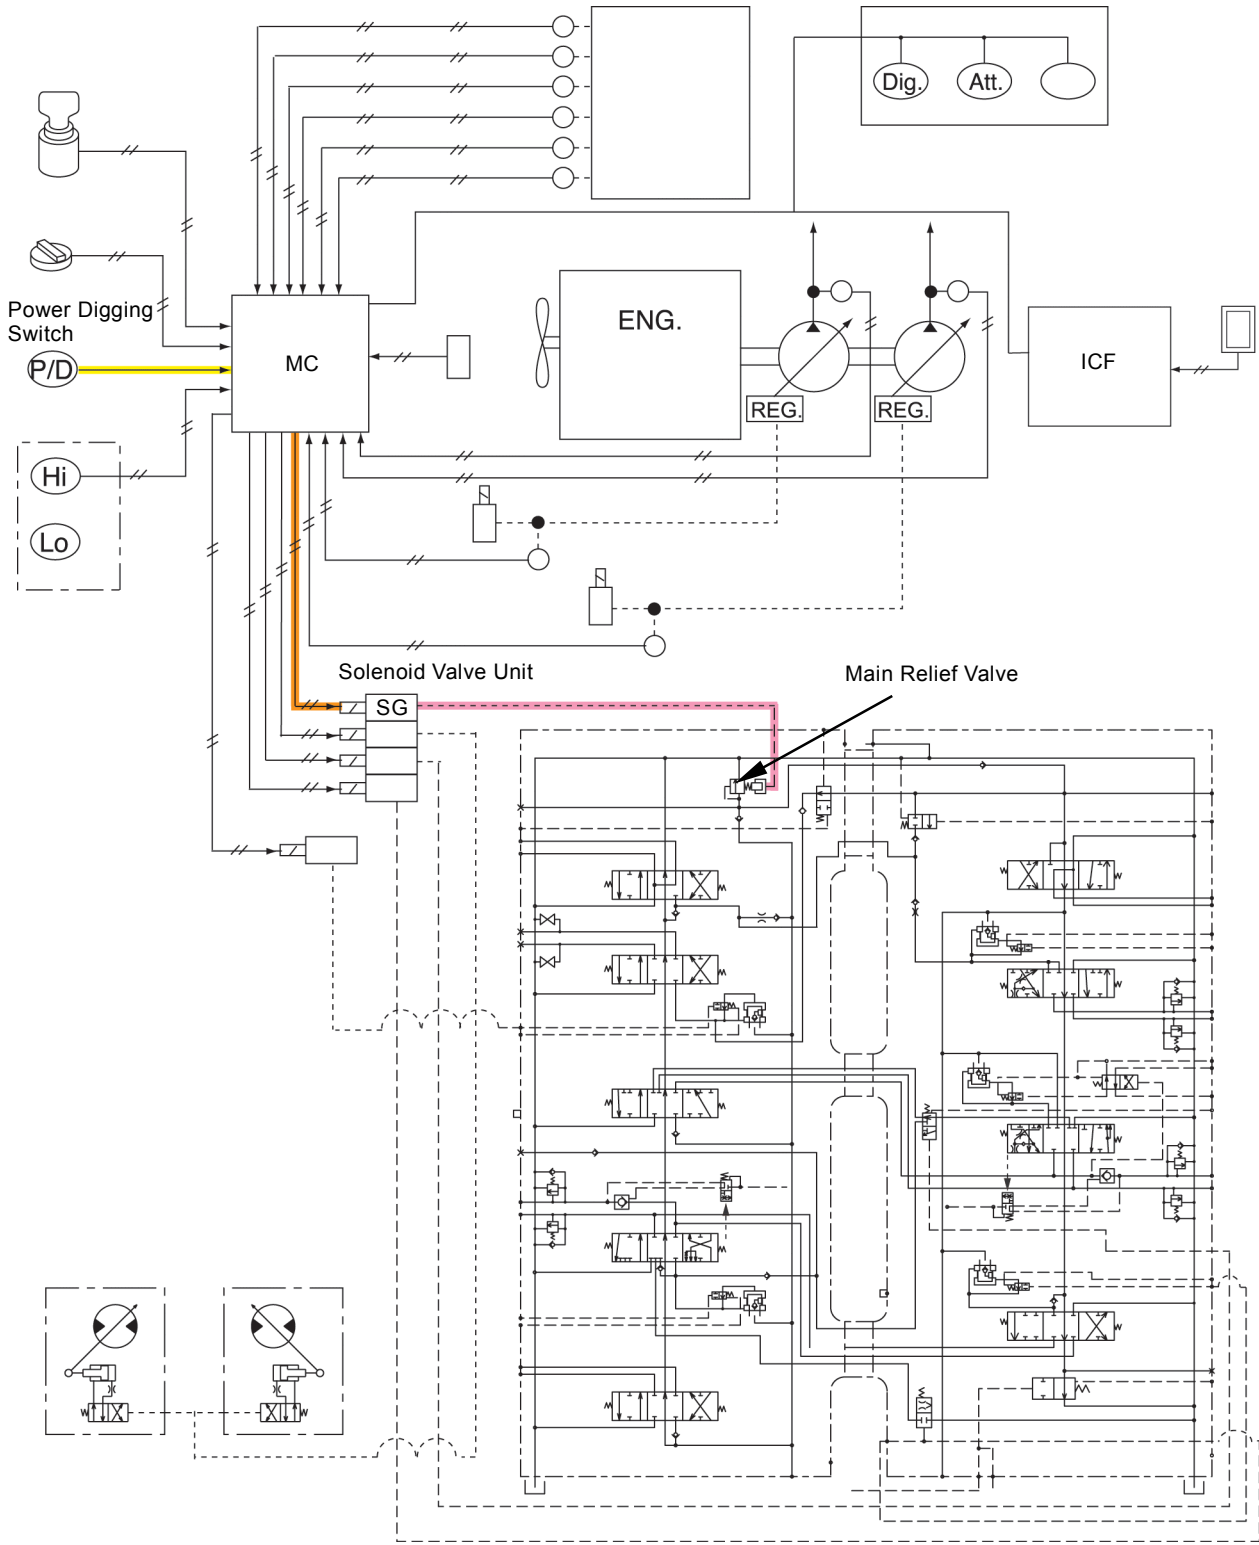 Dig.
Att.
Power Digging
Switch
P/D
MC
ENG.
REG.
REG.
ICF
Hi
Lo
Solenoid Valve Unit
SG
Main Relief Valve